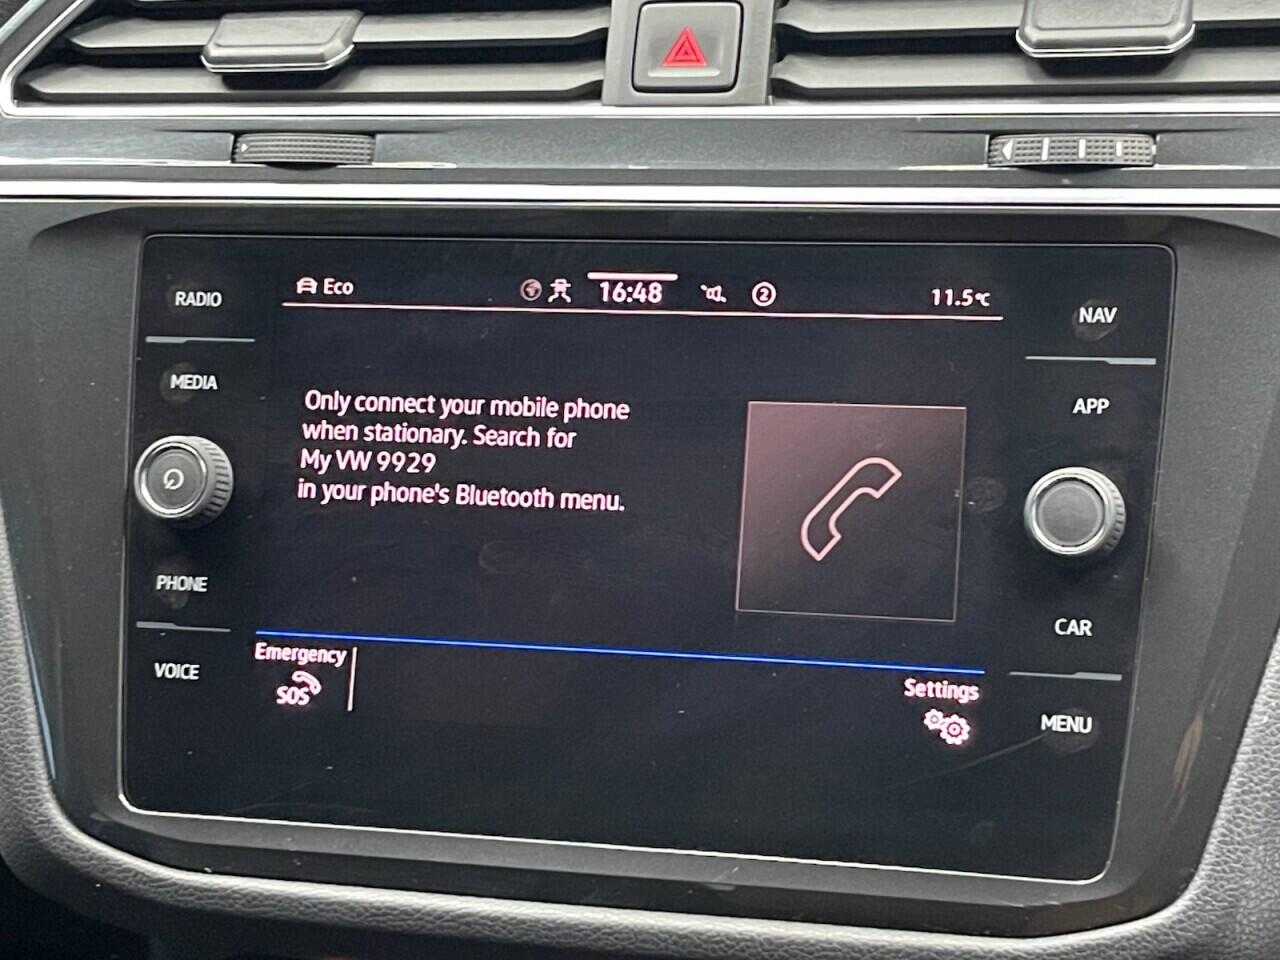 RADIO
Eco
16:48
2
11.5°C
NAV
MEDIA
APP
Only connect your mobile phone
when stationary. Search for
My VW 9929
in your phone's Bluetooth menu.
PHONE
CAR
VOICE
Emergency
SOS
Settings
MENU